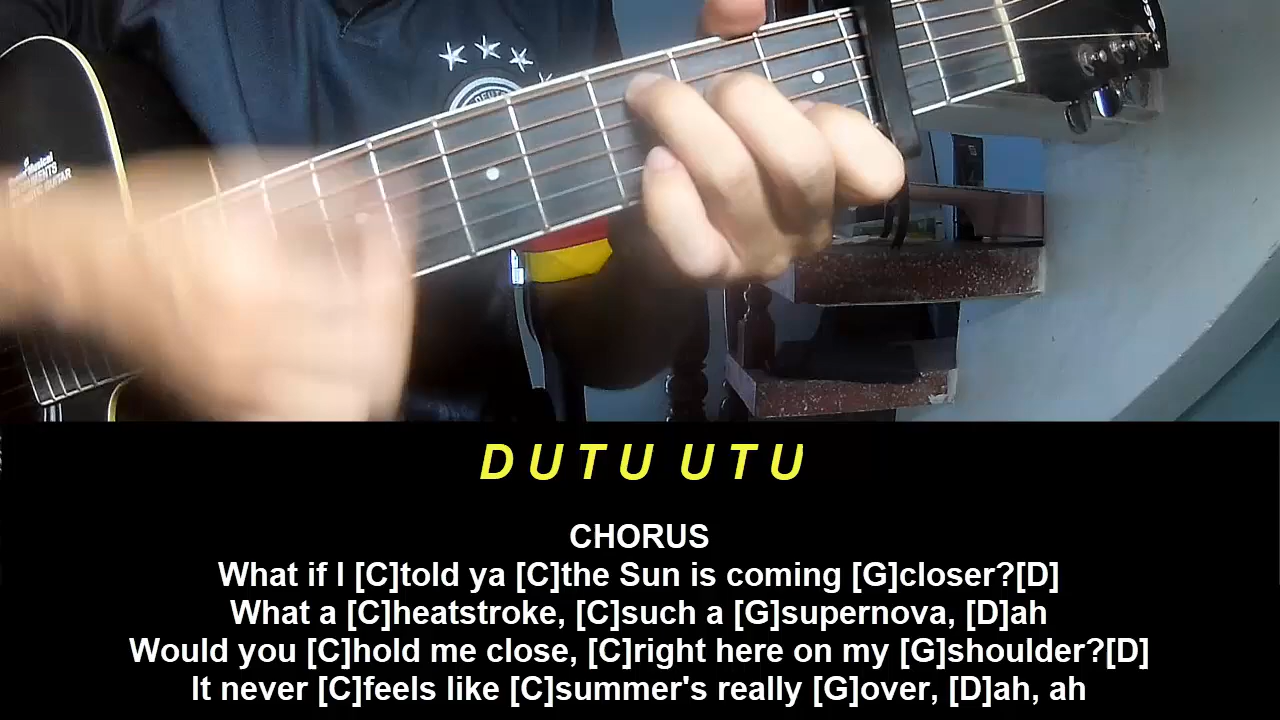 DEUT
D U T U U T U
CHORUS
What if I [C]told ya [C]the Sun is coming [G]closer?[D]
What a [C]heatstroke, [C]such a [G]supernova, [D]ah
Would you [C]hold me close, [C]right here on my [G]shoulder?[D]
It never [C]feels like [C]summer's really [G]over, [D]ah, ah